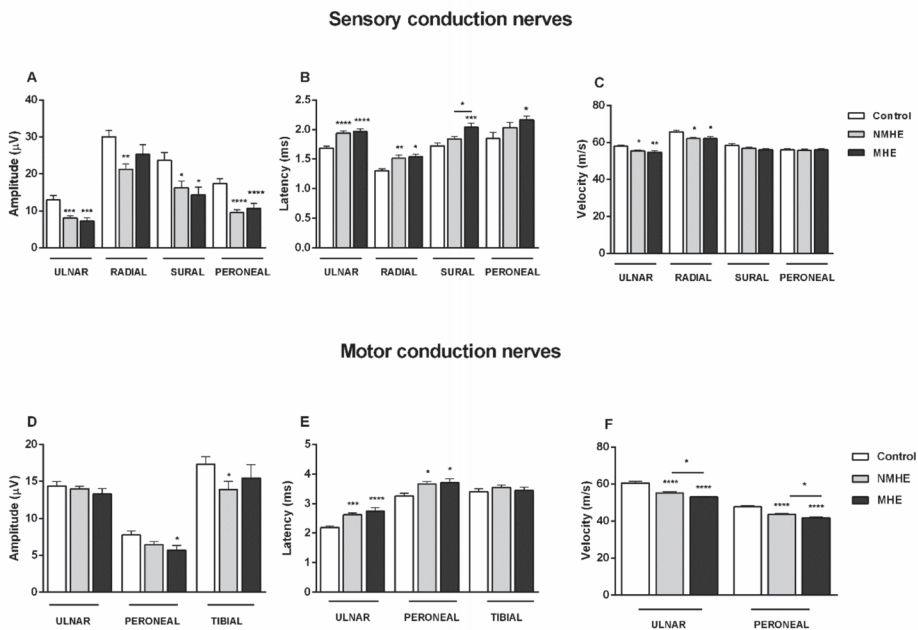 Sensory conduction nerves
A
Amplitude (µV)
40
30
20
10
0
*** ***
**
* *
**** ****
ULNAR RADIAL SURAL PERONEAL
B
Latency (ms)
2.5
2.0
1.5
1.0
0.5
0.0
**** ****
** *
*
***
*
ULNAR RADIAL SURAL PERONEAL
C
Velocity (m/s)
80
60
40
20
0
* **
* *
ULNAR RADIAL SURAL PERONEAL
Control
NMHE
MHE
Motor conduction nerves
D
Amplitude (µV)
20
15
10
5
0
*
*
ULNAR PERONEAL TIBIAL
E
Latency (ms)
5
4
3
2
1
0
*** ****
* *
ULNAR PERONEAL TIBIAL
F
Velocity (m/s)
80
60
40
20
0
*
**** ****
*
**** ****
ULNAR PERONEAL
Control
NMHE
MHE